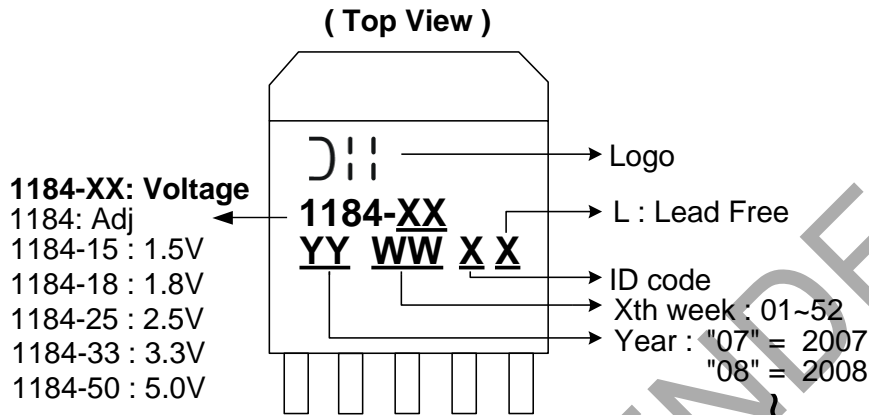 ( Top View )
Logo
1184-XX: Voltage
1184: Adj
1184-15 : 1.5V
1184-18 : 1.8V
1184-25 : 2.5V
1184-33 : 3.3V
1184-50 : 5.0V
1184-XX
YY WW X X
L : Lead Free
ID code
Xth week : 01~52
Year : "07" = 2007
"08" = 2008